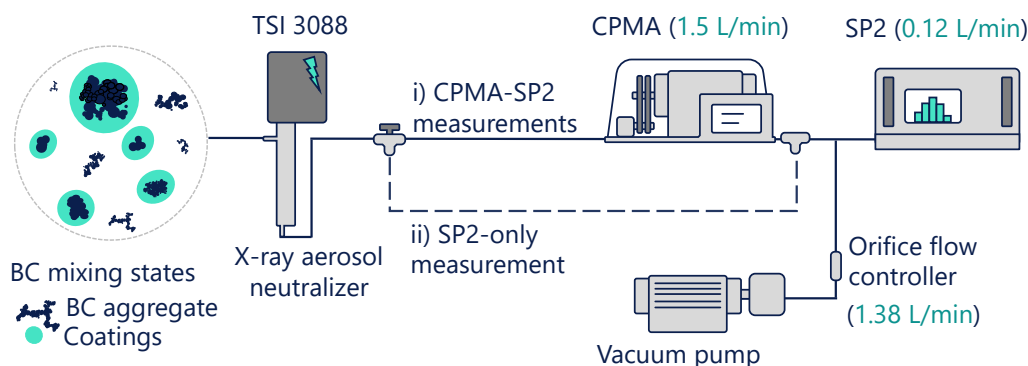 TSI 3088
CPMA (1.5 L/min)
SP2 (0.12 L/min)
i) CPMA-SP2
measurements
ii) SP2-only
measurement
X-ray aerosol
neutralizer
BC mixing states
BC aggregate
Coatings
Orifice flow
controller
(1.38 L/min)
Vacuum pump